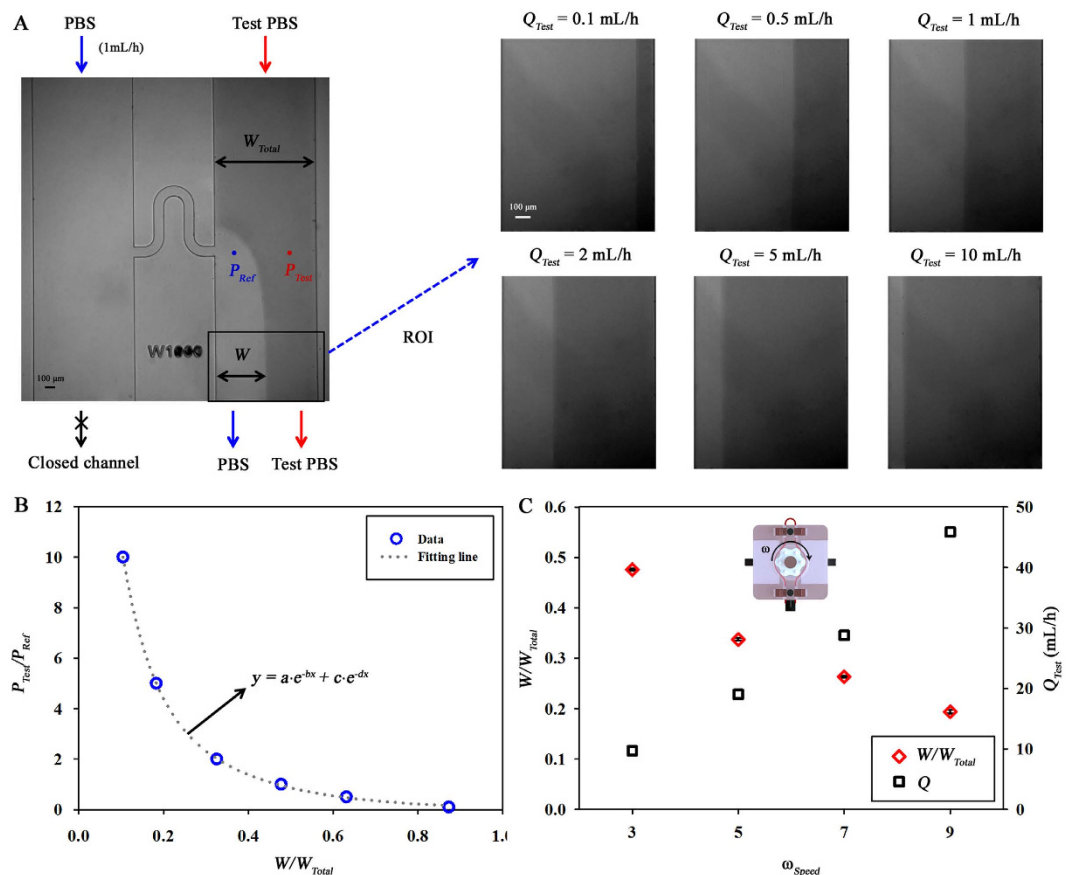 A
PBS
(1mL/h)
Test PBS
W_Total
P_Ref
P_Test
W1000
W
100 μm
Closed channel
PBS
Test PBS
ROI
Q_Test = 0.1 mL/h
Q_Test = 0.5 mL/h
Q_Test = 1 mL/h
100 μm
Q_Test = 2 mL/h
Q_Test = 5 mL/h
Q_Test = 10 mL/h
B
12
10
8
6
4
2
0
P_Test/P_Ref
Data
Fitting line
y = a·e^-bx + c·e^-dx
0.0
0.2
0.4
0.6
0.8
1.0
W/W_Total
C
0.6
0.5
0.4
0.3
0.2
0.1
0.0
W/W_Total
ω
50
40
30
20
10
0
Q_Test (mL/h)
W/W_Total
Q
3
5
7
9
ω_Speed